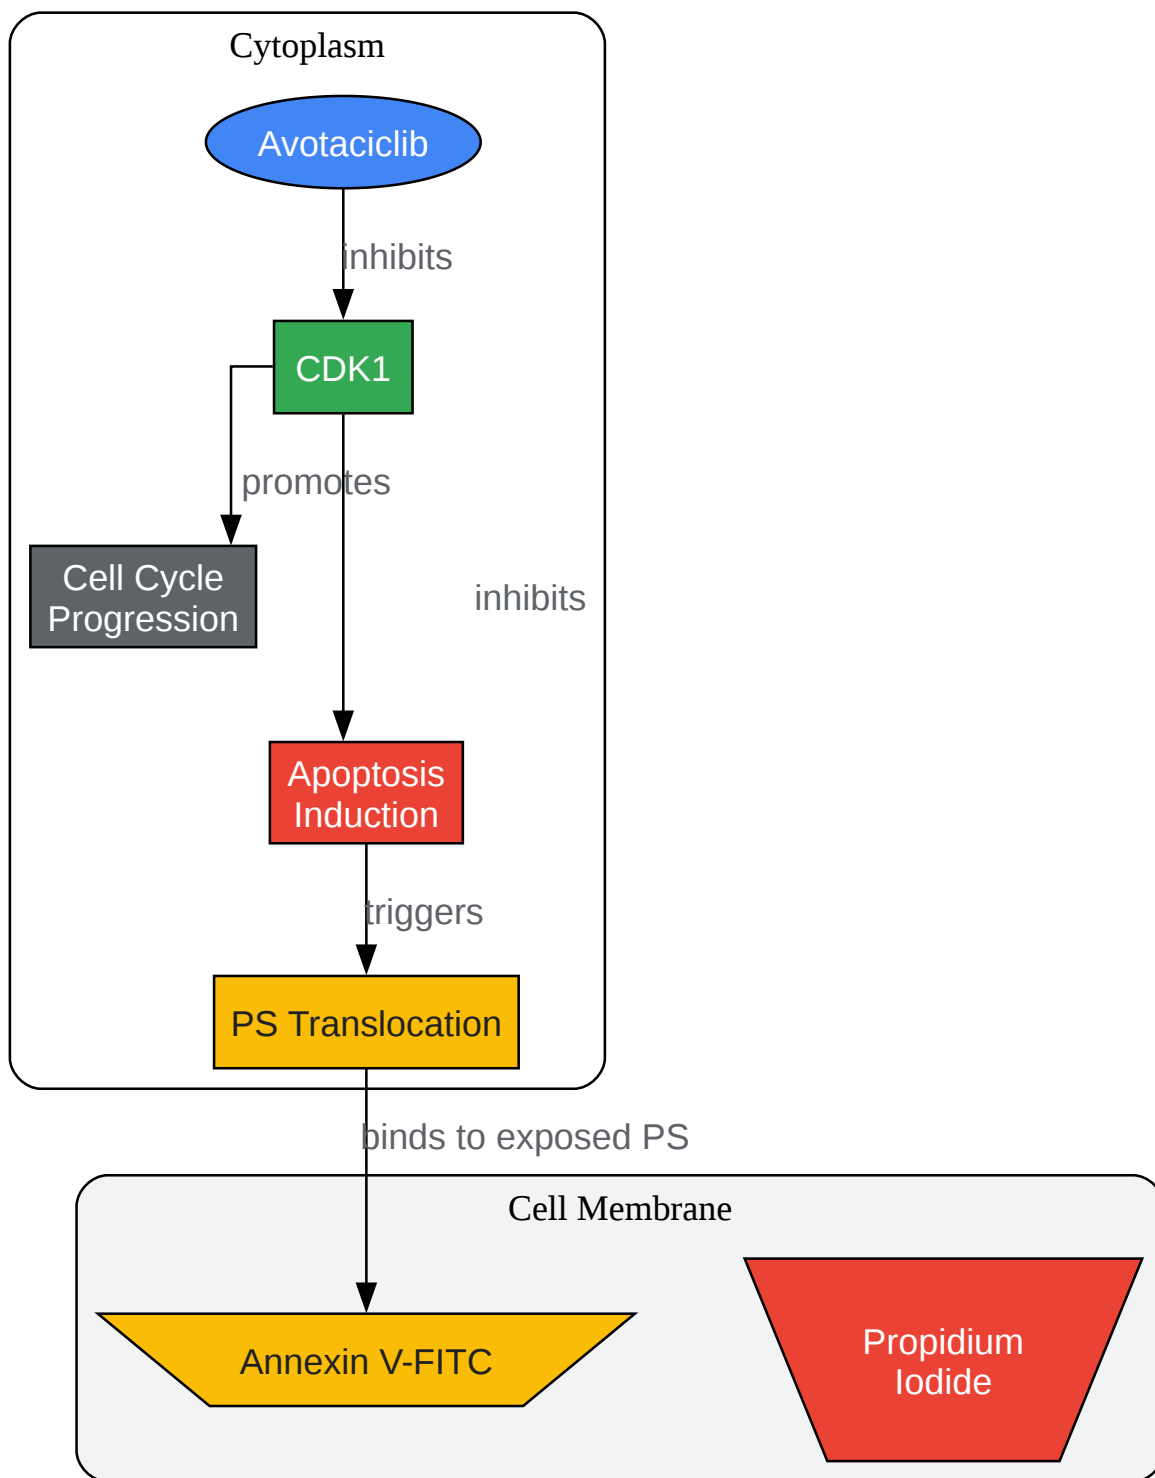 Cytoplasm
Avotaciclib
inhibits
CDK1
promotes
Cell Cycle
Progression
inhibits
Apoptosis
Induction
triggers
PS Translocation
binds to exposed PS
Cell Membrane
Annexin V-FITC
Propidium
Iodide